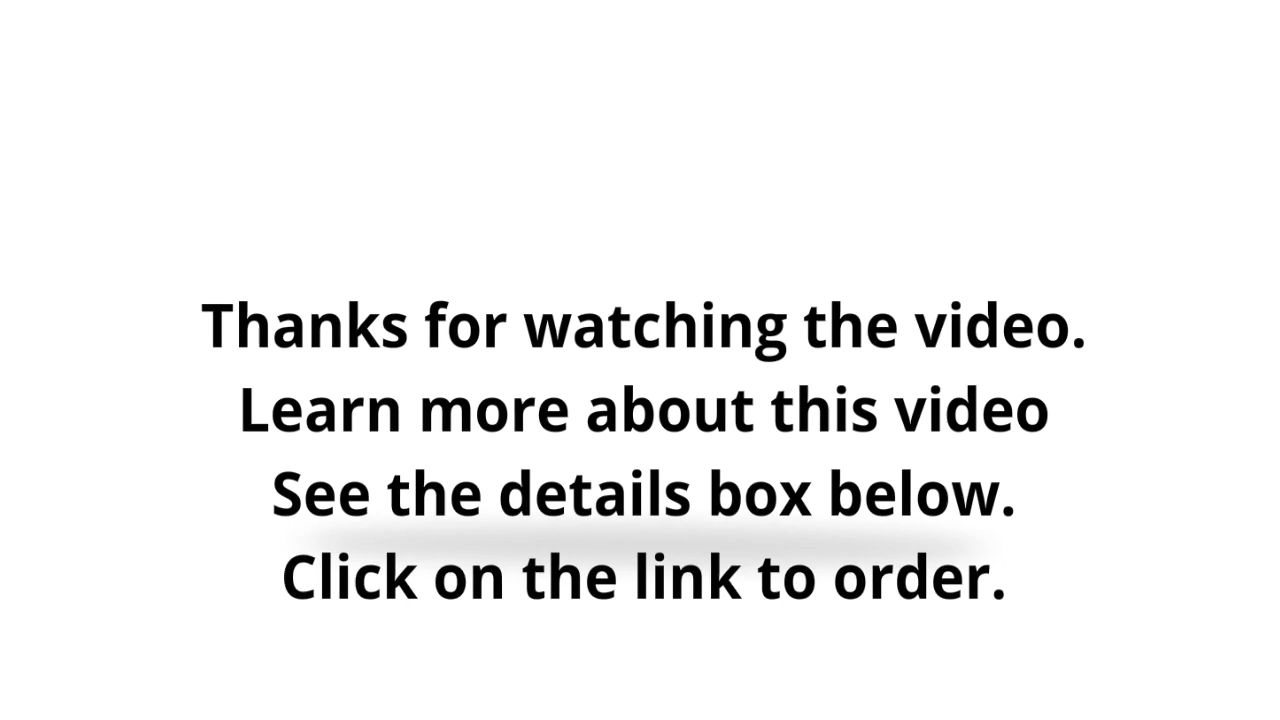 Thanks for watching the video.
Learn more about this video
See the details box below.
Click on the link to order.